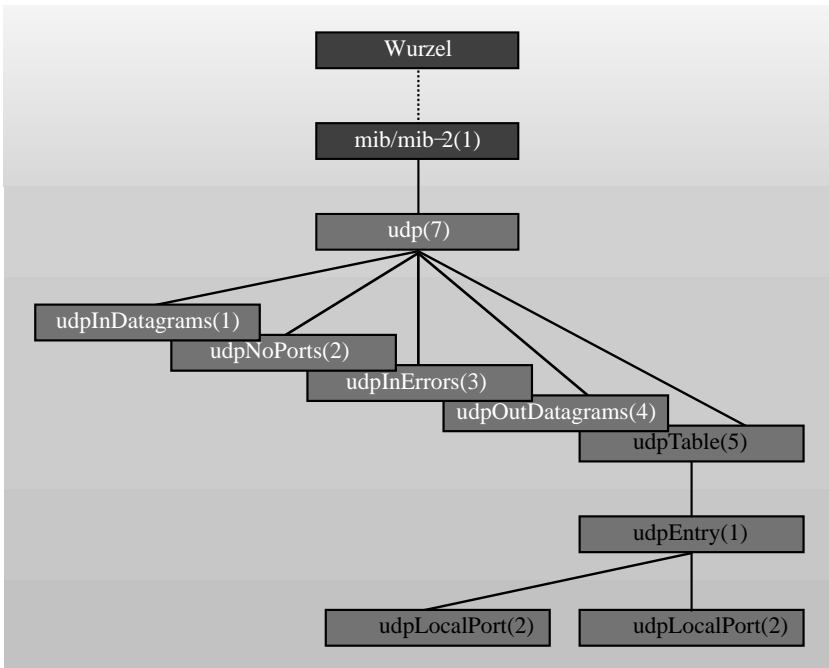 Wurzel
mib/mib-2(1)
udp(7)
udpInDatagrams(1)
udpNoPorts(2)
udpInErrors(3)
udpOutDatagrams(4)
udpTable(5)
udpEntry(1)
udpLocalPort(2)
udpLocalPort(2)